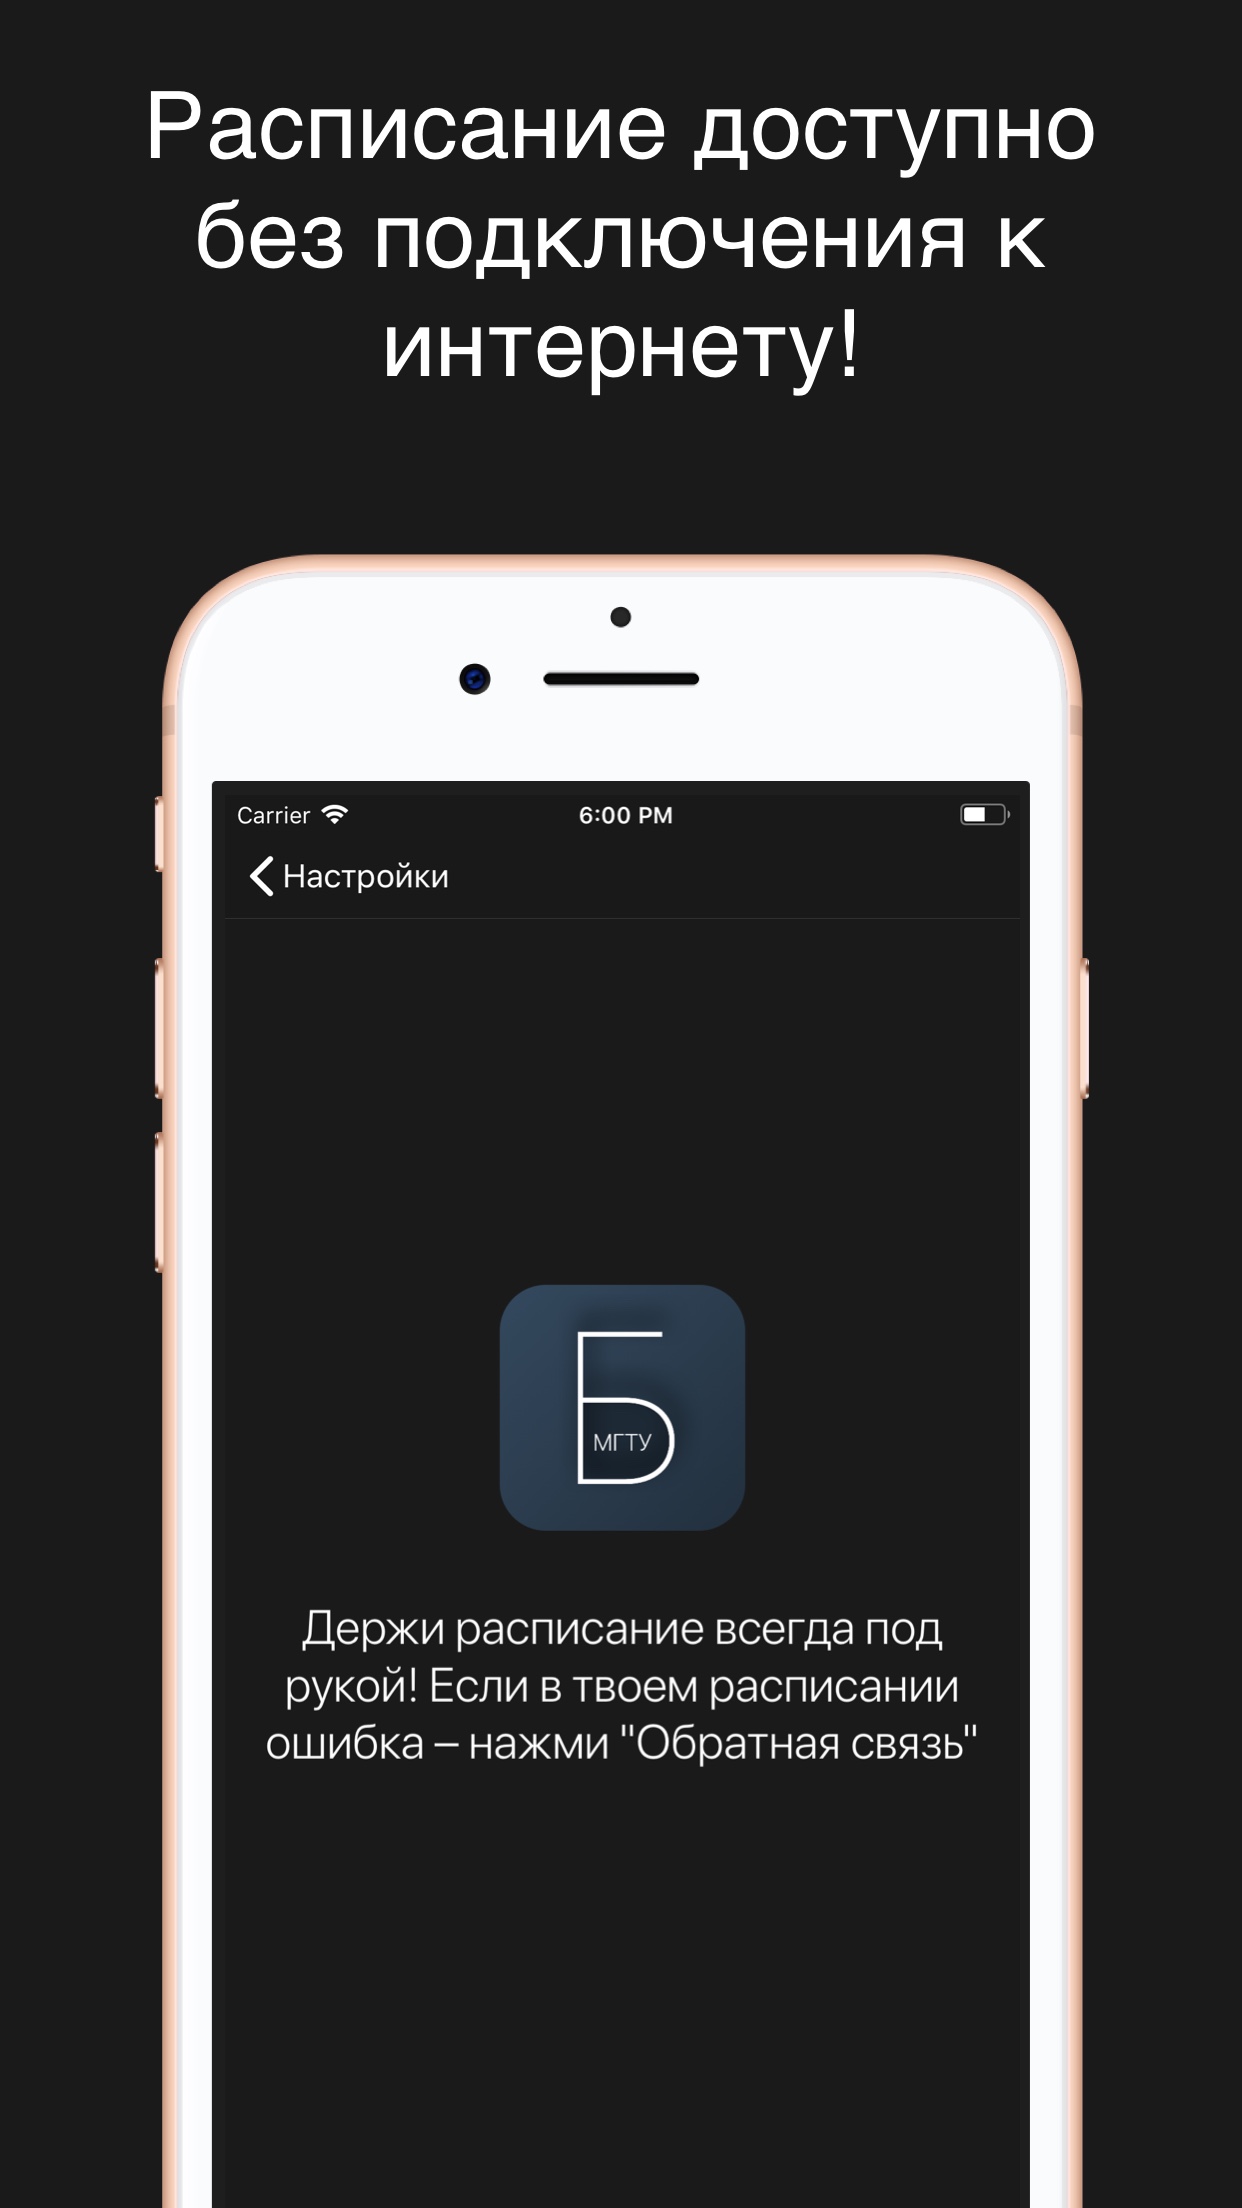 Расписание доступно
без подключения к
интернету!
Carrier 6:00 PM
Настройки
Б
МГТУ
Держи расписание всегда под
рукой! Если в твоем расписании
ошибка – нажми "Обратная связь"